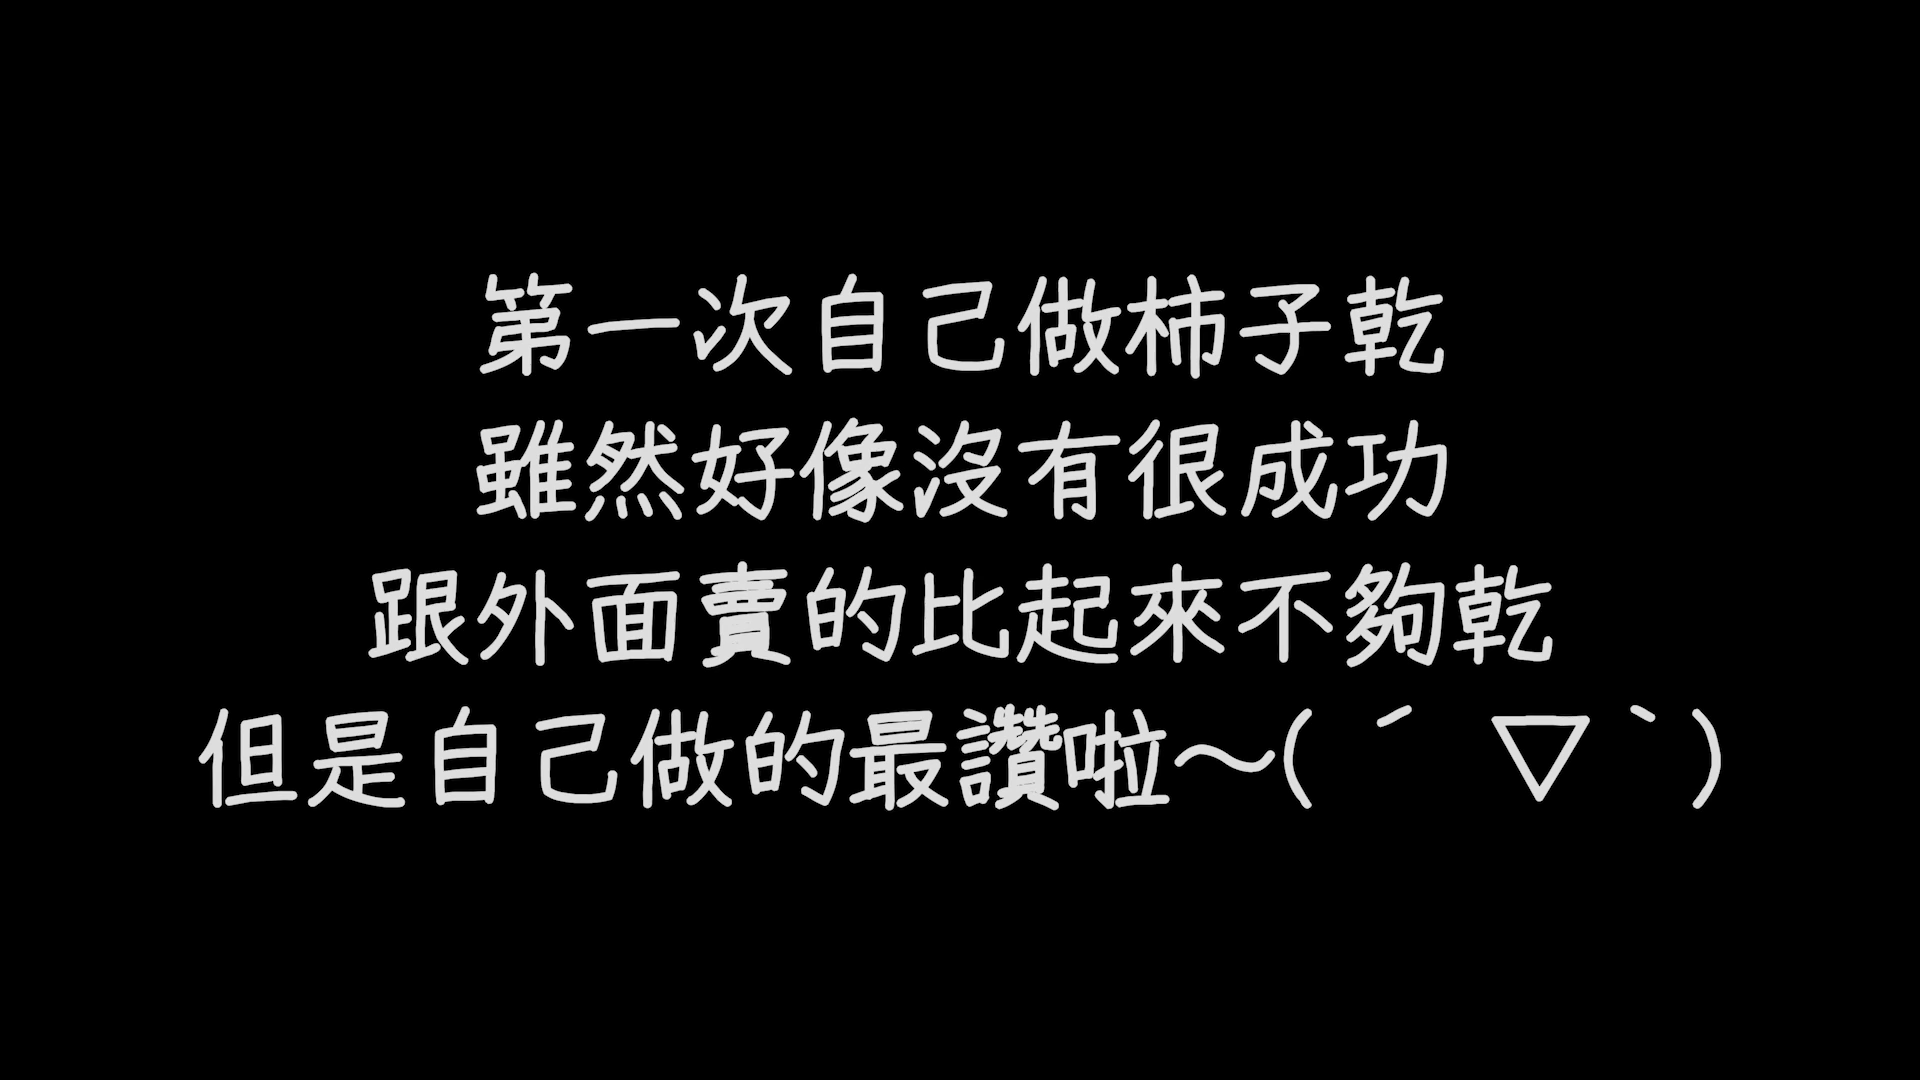 第一次自己做柿子乾
雖然好像沒有很成功
跟外面賣的比起來不夠乾
但是自己做的最讚啦～( ´ ▽ ` )